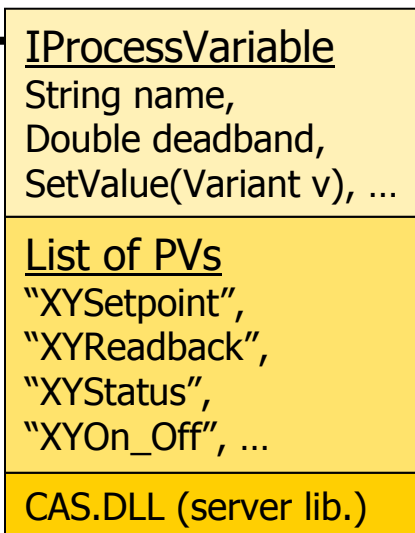 IProcessVariable
String name,
Double deadband,
SetValue(Variant v), …
List of PVs
“XYSetpoint”,
“XYReadback”,
“XYStatus”,
“XYOn_Off”, …
CAS.DLL (server lib.)